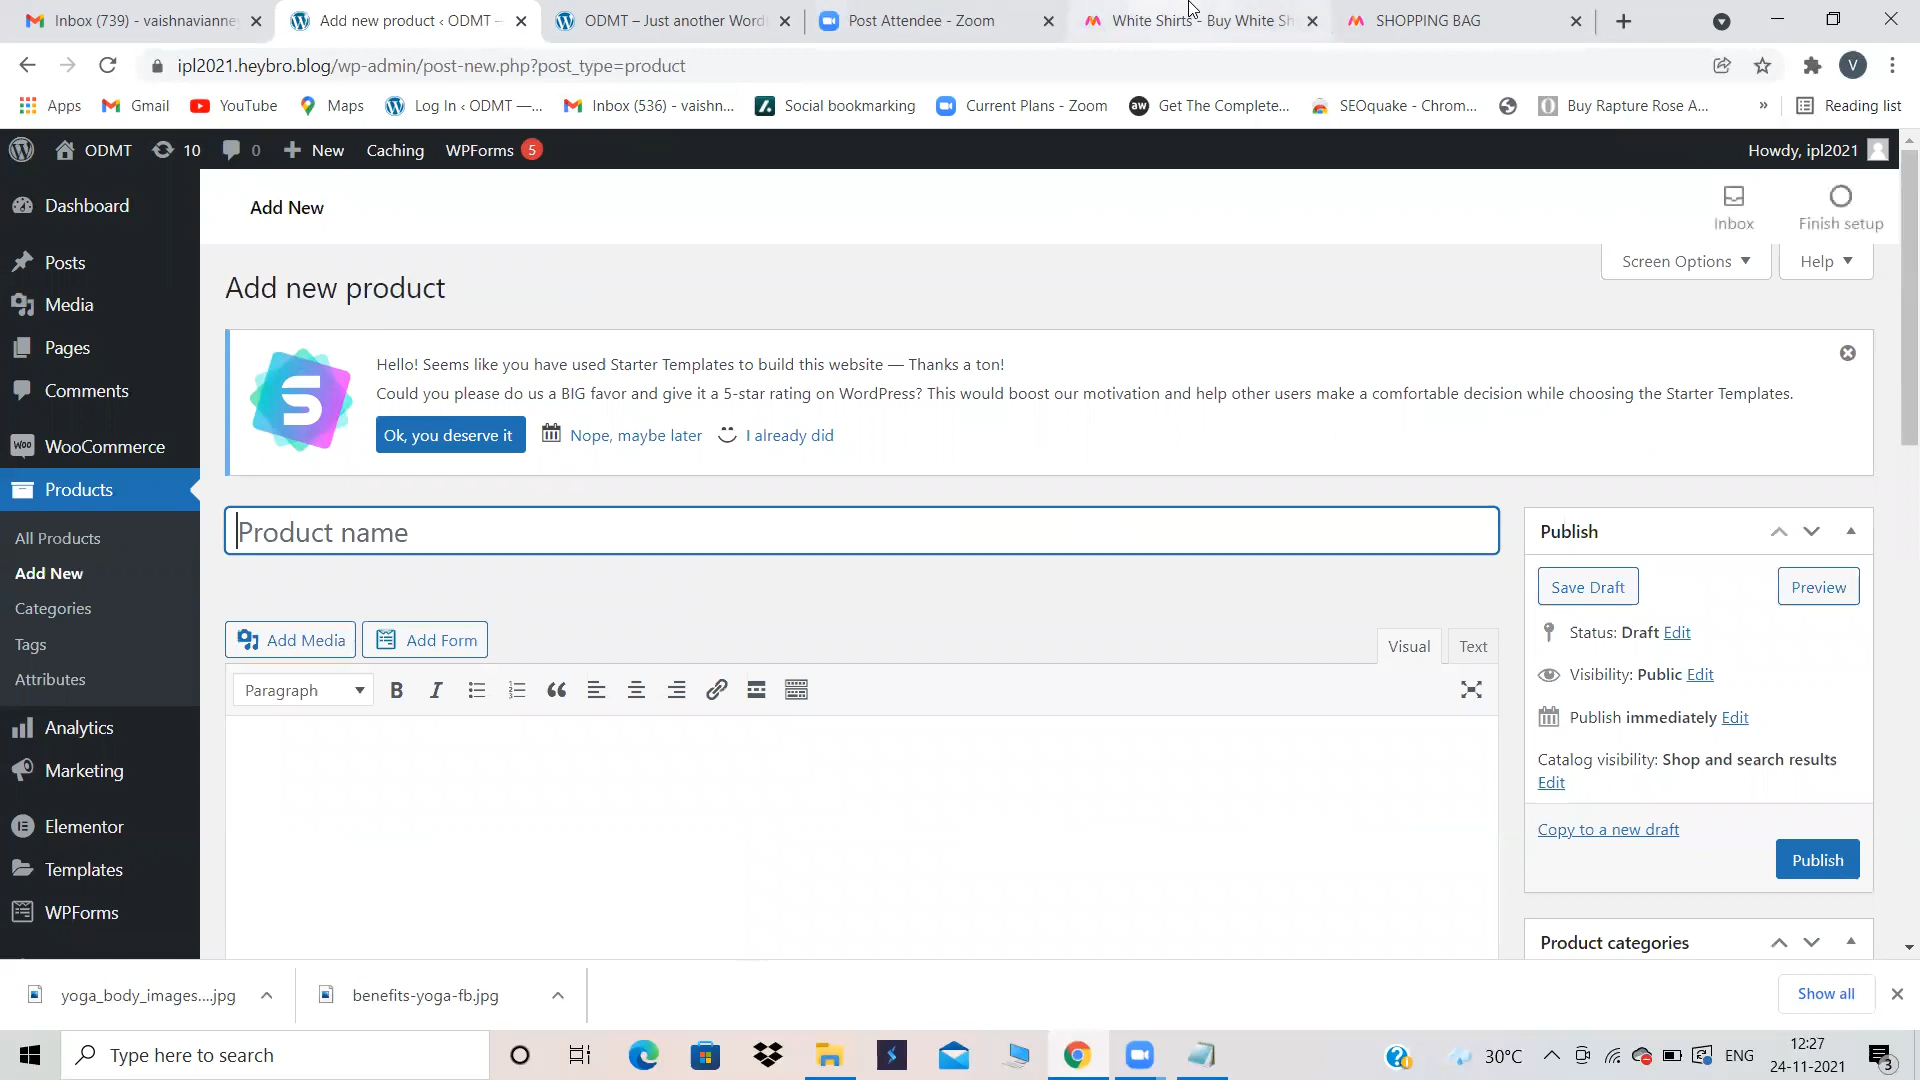 Inbox (739) - vaishnavianne
Add new product ‹ ODMT —
ODMT – Just another Word
Post Attendee - Zoom
White Shirts - Buy White Sh
SHOPPING BAG
ipl2021.heybro.blog/wp-admin/post-new.php?post_type=product
V
Apps
Gmail
YouTube
Maps
Log In ‹ ODMT —...
Inbox (536) - vaishn...
Social bookmarking
Current Plans - Zoom
aw
Get The Complete...
SEOquake - Chrom...
Buy Rapture Rose A...
»
Reading list
ODMT
10
0
New
Caching
WPForms 5
Howdy, ipl2021
Dashboard
Posts
Media
Pages
Comments
Woo
WooCommerce
Products
All Products
Add New
Categories
Tags
Attributes
Analytics
Marketing
Elementor
Templates
WPForms
Add New
Inbox
Finish setup
Screen Options
Help
Add new product
S
Hello! Seems like you have used Starter Templates to build this website — Thanks a ton!
Could you please do us a BIG favor and give it a 5-star rating on WordPress? This would boost our motivation and help other users make a comfortable decision while choosing the Starter Templates.
Ok, you deserve it
Nope, maybe later
I already did
Product name
Add Media
Add Form
Visual
Text
Paragraph
B
I
Publish
Save Draft
Preview
Status: Draft Edit
Visibility: Public Edit
Publish immediately Edit
Catalog visibility: Shop and search results
Edit
Copy to a new draft
Publish
Product categories
yoga_body_images....jpg
benefits-yoga-fb.jpg
Show all
Type here to search
30°C
ENG
12:27
24-11-2021
3